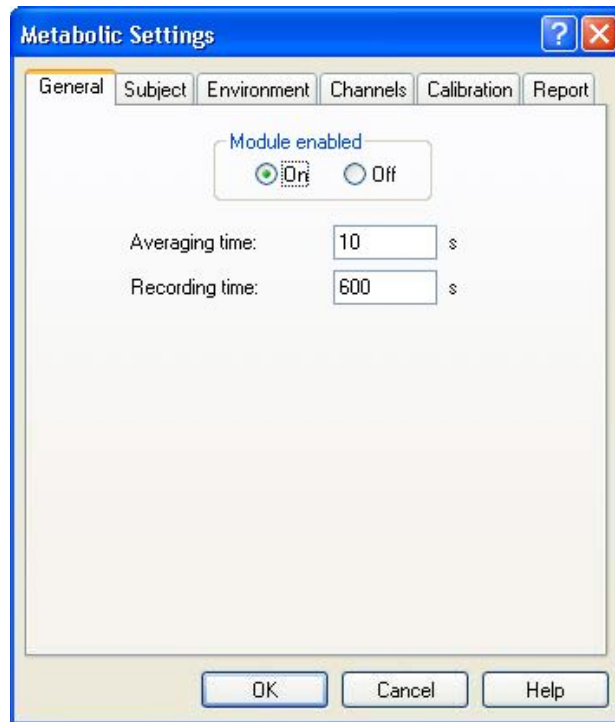 Metabolic Settings
General Subject Environment Channels Calibration Report
Module enabled
On Off
Averaging time: 10 s
Recording time: 600 s
OK Cancel Help